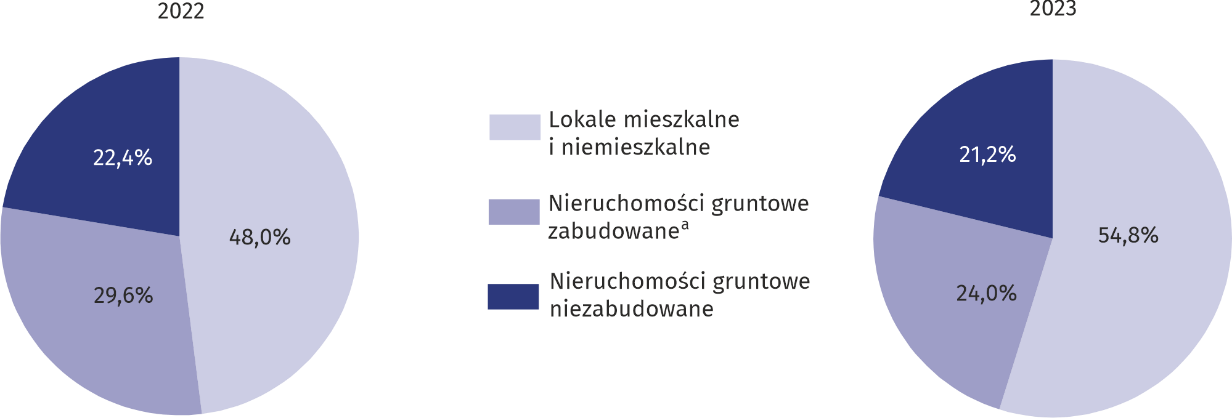 2022
22,4%
48,0%
29,6%
Lokale mieszkalne
i niemieszkalne
Nieruchomości gruntowe
zabudowaneª
Nieruchomości gruntowe
niezabudowane
2023
21,2%
54,8%
24,0%